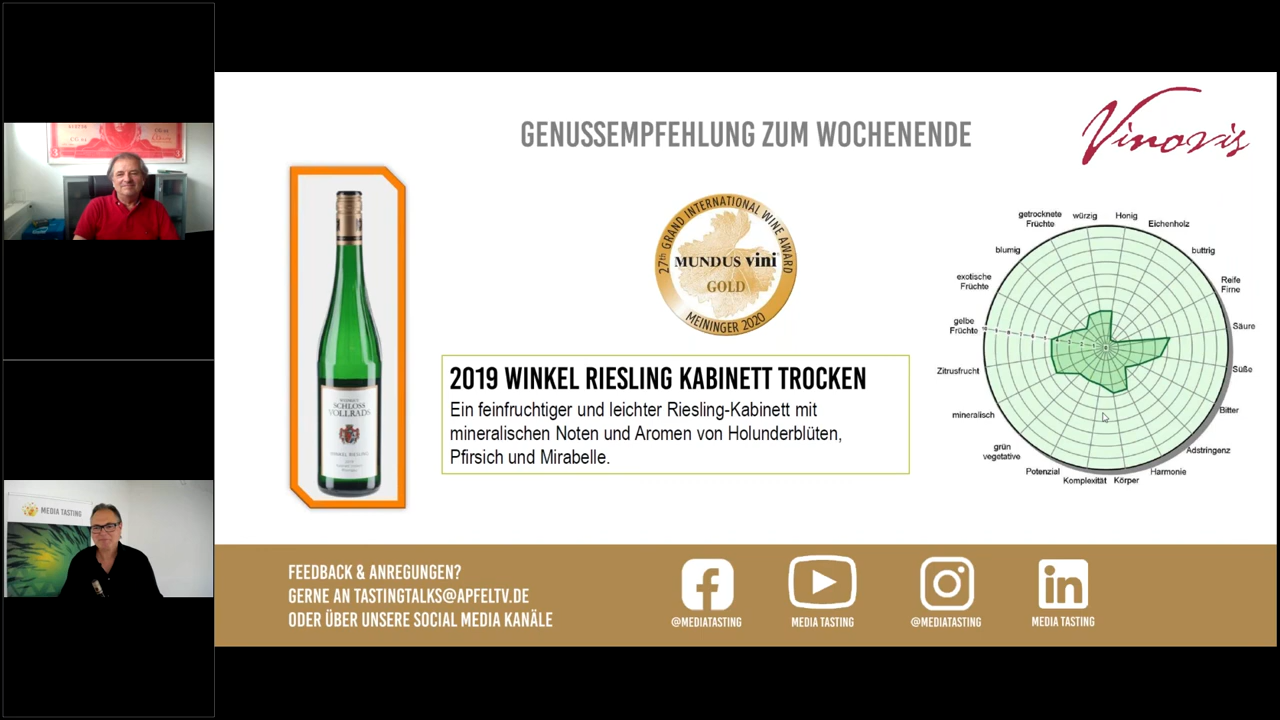 GENUSSEMPFEHLUNG ZUM WOCHENENDE
Vinovis
27th GRAND INTERNATIONAL WINE AWARD
MUNDUS vini
GOLD
MEININGER 2020
WEINGUT
SCHLOSS
VOLLRADS
WINKEL RIESLING
2019 WINKEL RIESLING KABINETT TROCKEN
Ein feinfruchtiger und leichter Riesling-Kabinett mit
mineralischen Noten und Aromen von Holunderblüten,
Pfirsich und Mirabelle.
getrocknete
Früchte
würzig
Honig
Eichenholz
buttrig
Reife
Firne
Säure
Süße
Bitter
Adstringenz
Harmonie
Körper
Komplexität
Potenzial
grün
vegetative
mineralisch
Zitrusfrucht
gelbe
Früchte
exotische
Früchte
blumig
MEDIA TASTING
FEEDBACK & ANREGUNGEN?
GERNE AN TASTINGTALKS@APFELTV.DE
ODER ÜBER UNSERE SOCIAL MEDIA KANÄLE
@MEDIATASTING
MEDIA TASTING
@MEDIATASTING
MEDIA TASTING